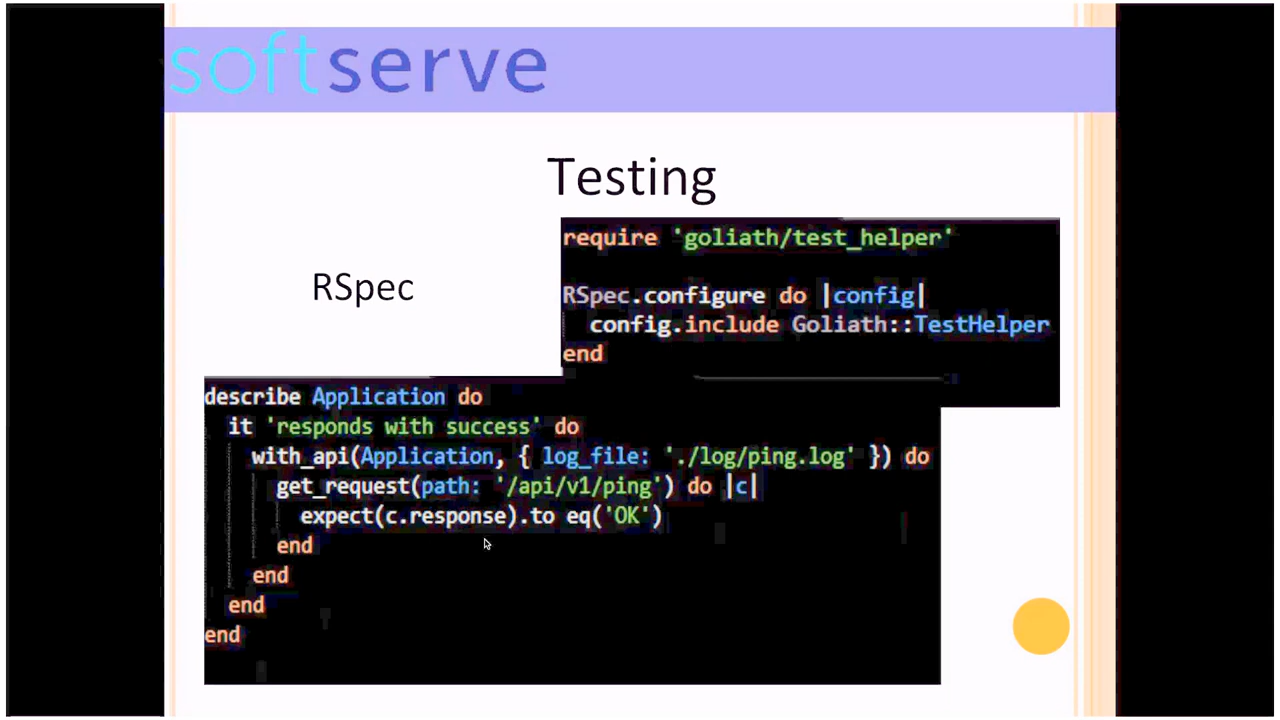 softserve
Testing
RSpec
require 'goliath/test_helper'
RSpec.configure do |config|
config.include Goliath::TestHelper
end
describe Application do
it 'responds with success' do
with_api(Application, { log_file: './log/ping.log' }) do
get_request(path: '/api/v1/ping') do |c|
expect(c.response).to eq('OK')
end
end
end
end